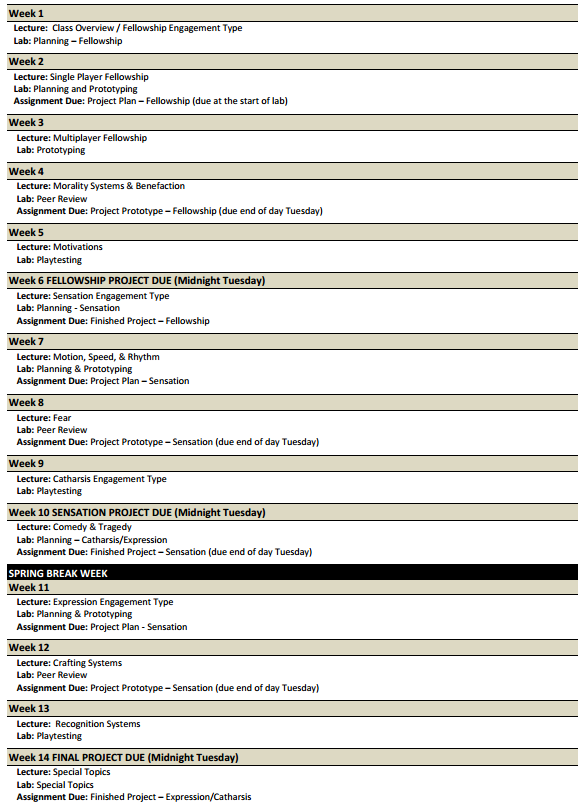 Week 1
Lecture: Class Overview / Fellowship Engagement Type
Lab: Planning – Fellowship
Week 2
Lecture: Single Player Fellowship
Lab: Planning and Prototyping
Assignment Due: Project Plan – Fellowship (due at the start of lab)
Week 3
Lecture: Multiplayer Fellowship
Lab: Prototyping
Week 4
Lecture: Morality Systems & Benefaction
Lab: Peer Review
Assignment Due: Project Prototype – Fellowship (due end of day Tuesday)
Week 5
Lecture: Motivations
Lab: Playtesting
Week 6 FELLOWSHIP PROJECT DUE (Midnight Tuesday)
Lecture: Sensation Engagement Type
Lab: Planning - Sensation
Assignment Due: Finished Project – Fellowship
Week 7
Lecture: Motion, Speed, & Rhythm
Lab: Planning & Prototyping
Assignment Due: Project Plan – Sensation
Week 8
Lecture: Fear
Lab: Peer Review
Assignment Due: Project Prototype – Sensation (due end of day Tuesday)
Week 9
Lecture: Catharsis Engagement Type
Lab: Playtesting
Week 10 SENSATION PROJECT DUE (Midnight Tuesday)
Lecture: Comedy & Tragedy
Lab: Planning – Catharsis/Expression
Assignment Due: Finished Project – Sensation (due end of day Tuesday)
SPRING BREAK WEEK
Week 11
Lecture: Expression Engagement Type
Lab: Planning & Prototyping
Assignment Due: Project Plan - Sensation
Week 12
Lecture: Crafting Systems
Lab: Peer Review
Assignment Due: Project Prototype – Sensation (due end of day Tuesday)
Week 13
Lecture: Recognition Systems
Lab: Playtesting
Week 14 FINAL PROJECT DUE (Midnight Tuesday)
Lecture: Special Topics
Lab: Special Topics
Assignment Due: Finished Project – Expression/Catharsis